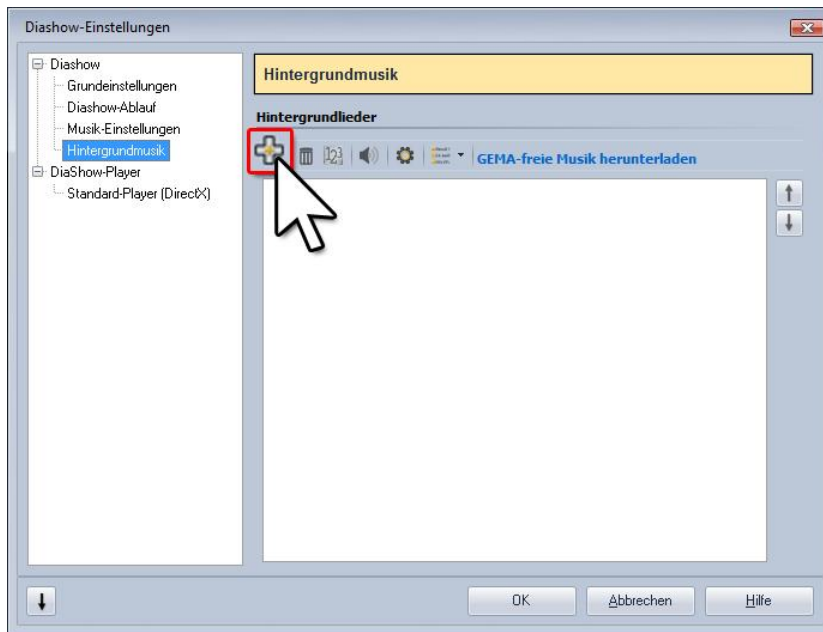 Diashow-Einstellungen
Diashow
Grundeinstellungen
Diashow-Ablauf
Musik-Einstellungen
Hintergrundmusik
DiaShow-Player
Standard-Player (DirectX)
Hintergrundmusik
Hintergrundlieder
123
GEMA-freie Musik herunterladen
OK
Abbrechen
Hilfe